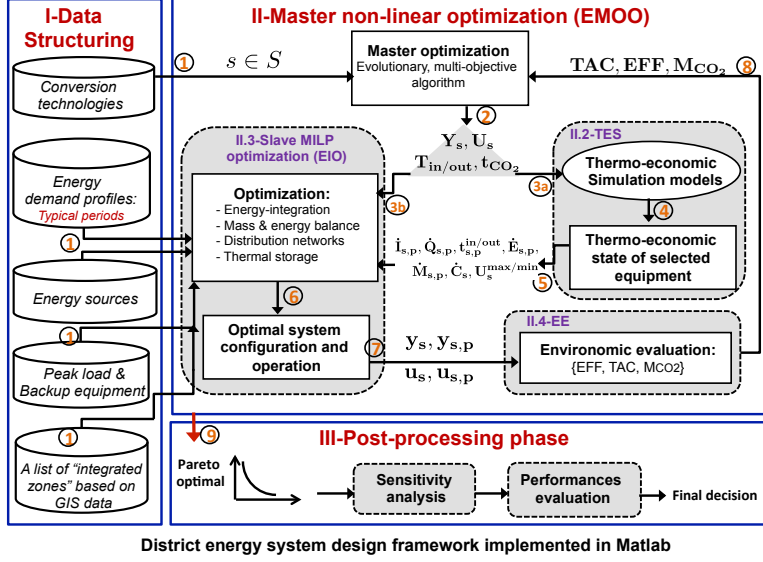 I-Data
Structuring
II-Master non-linear optimization (EMOO)
1
s ∈ S
Conversion
technologies
Master optimization
Evolutionary, multi-objective
algorithm
TAC, EFF, M_CO₂
8
2
Y_s, U_s
T_in/out, t_CO₂
II.3-Slave MILP
optimization (EIO)
II.2-TES
Thermo-economic
Simulation models
3a
3b
4
Energy
demand profiles:
Typical periods
1
Optimization:
- Energy-integration
- Mass & energy balance
- Distribution networks
- Thermal storage
İ_s,p, Q̇_s,p, t_s,p^in/out, Ė_s,p,
Ṁ_s,p, Ċ_s, U_s^max/min
5
Thermo-economic
state of selected
equipment
Energy sources
1
6
Optimal system
configuration and
operation
7
y_s, y_s,p
u_s, u_s,p
II.4-EE
Environomic evaluation:
{EFF, TAC, MCO2}
Peak load &
Backup equipment
1
A list of “integrated
zones” based on
GIS data
9
III-Post-processing phase
Pareto
optimal
Sensitivity
analysis
Performances
evaluation
Final decision
District energy system design framework implemented in Matlab